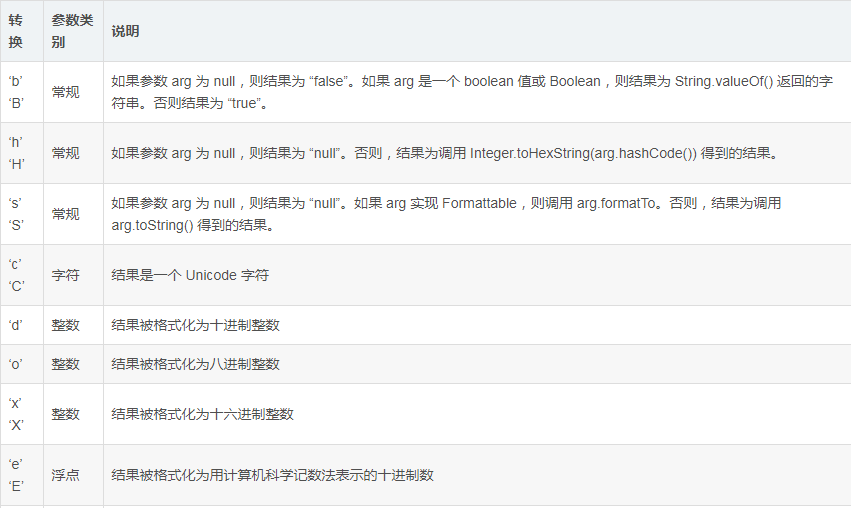 转换 参数类别 说明
‘b’
‘B’
常规
如果参数 arg 为 null，则结果为 “false”。如果 arg 是一个 boolean 值或 Boolean，则结果为 String.valueOf() 返回的字
符串。否则结果为 “true”。
‘h’
‘H’
常规
如果参数 arg 为 null，则结果为 “null”。否则，结果为调用 Integer.toHexString(arg.hashCode()) 得到的结果。
‘s’
‘S’
常规
如果参数 arg 为 null，则结果为 “null”。如果 arg 实现 Formattable，则调用 arg.formatTo。否则，结果为调用
arg.toString() 得到的结果。
‘c’
‘C’
字符
结果是一个 Unicode 字符
‘d’ 整数 结果被格式化为十进制整数
‘o’ 整数 结果被格式化为八进制整数
‘x’
‘X’
整数
结果被格式化为十六进制整数
‘e’
‘E’
浮点
结果被格式化为用计算机科学记数法表示的十进制数